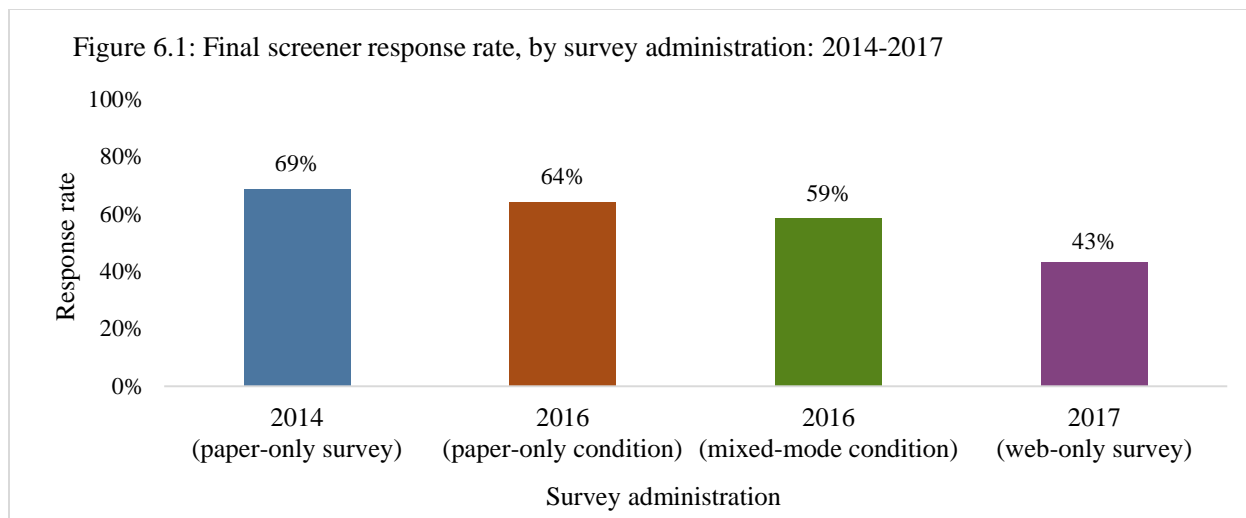 Figure 6.1: Final screener response rate, by survey administration: 2014-2017
100%
80%
60%
40%
20%
0%
Response rate
69%
64%
59%
43%
2014
(paper-only survey)
2016
(paper-only condition)
2016
(mixed-mode condition)
2017
(web-only survey)
Survey administration